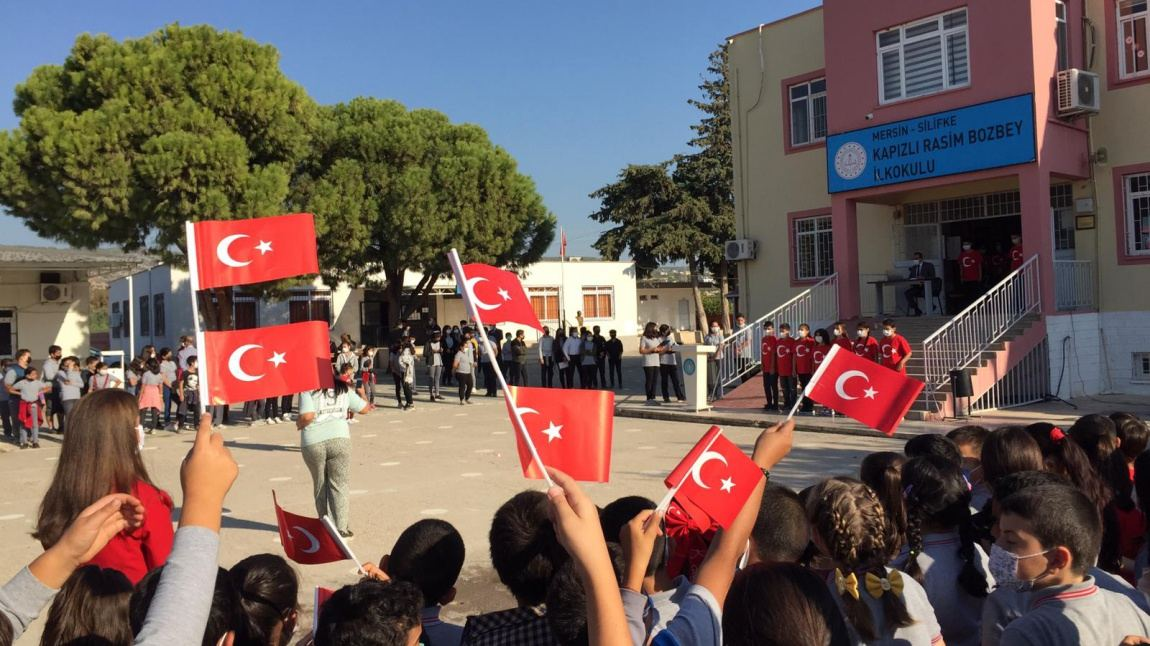 MERSİN - SİLİFKE
KAPIZLI RASİM BOZBEY
İLKOKULU